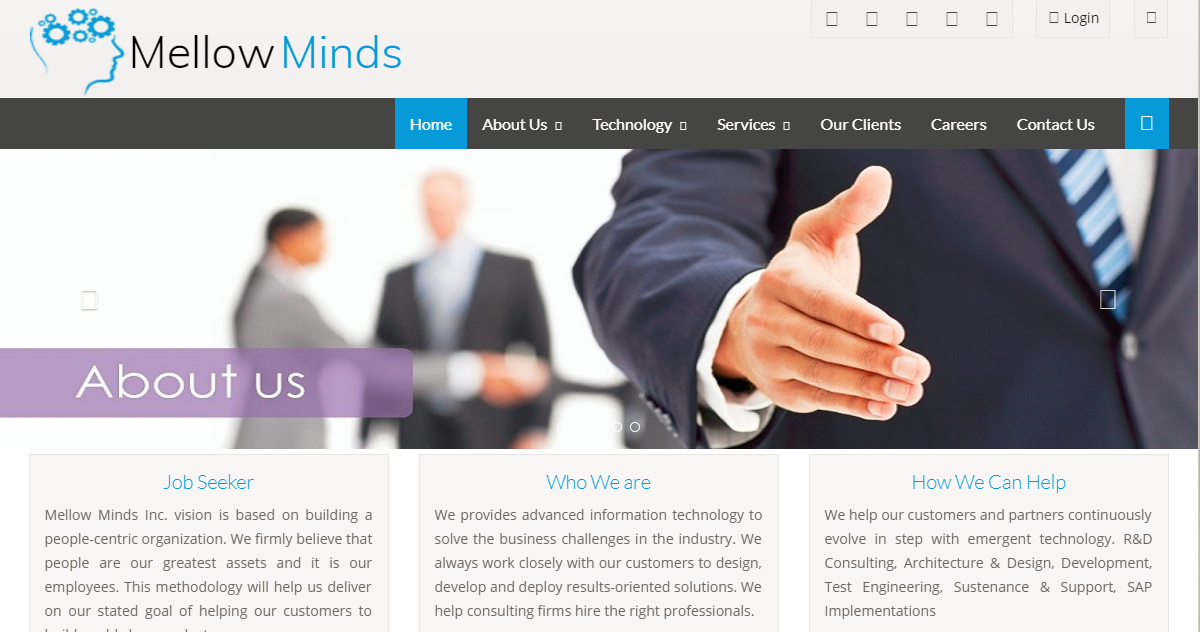 Login
Mellow Minds
Home About Us Technology Services Our Clients Careers Contact Us
About us
Job Seeker
Mellow Minds Inc. vision is based on building a
people-centric organization. We firmly believe that
people are our greatest assets and it is our
employees. This methodology will help us deliver
on our stated goal of helping our customers to
Who We are
We provides advanced information technology to
solve the business challenges in the industry. We
always work closely with our customers to design,
develop and deploy results-oriented solutions. We
help consulting firms hire the right professionals.
How We Can Help
We help our customers and partners continuously
evolve in step with emergent technology. R&D
Consulting, Architecture & Design, Development,
Test Engineering, Sustenance & Support, SAP
Implementations